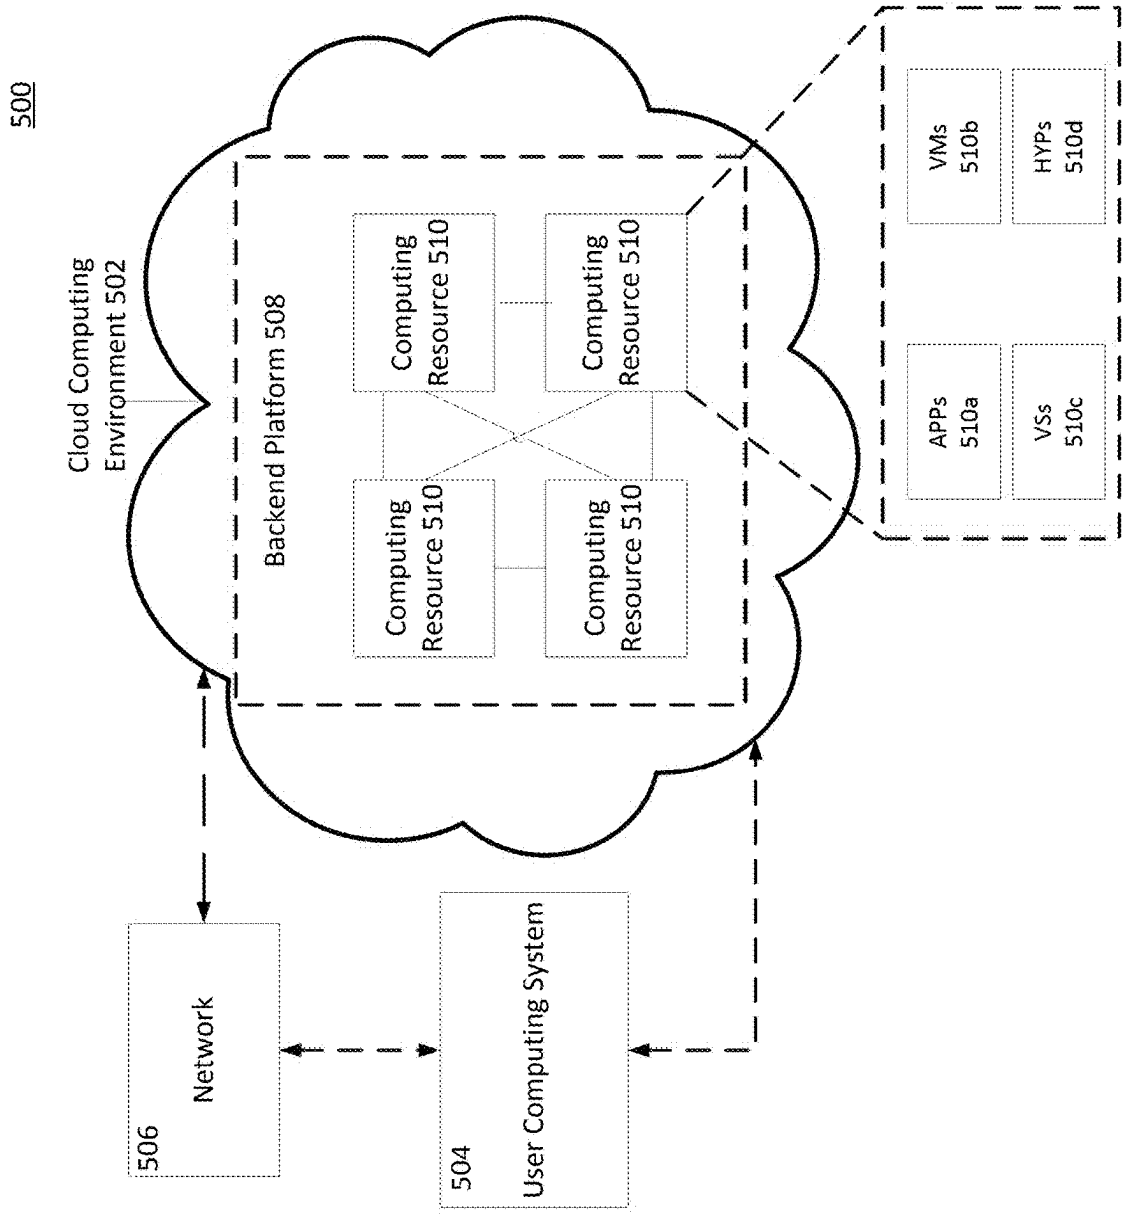 500
Cloud Computing
Environment 502
506
Network
504
User Computing System
Backend Platform 508
Computing
Resource 510
Computing
Resource 510
Computing
Resource 510
Computing
Resource 510
APPs
510a
VMs
510b
VSs
510c
HYPs
510d